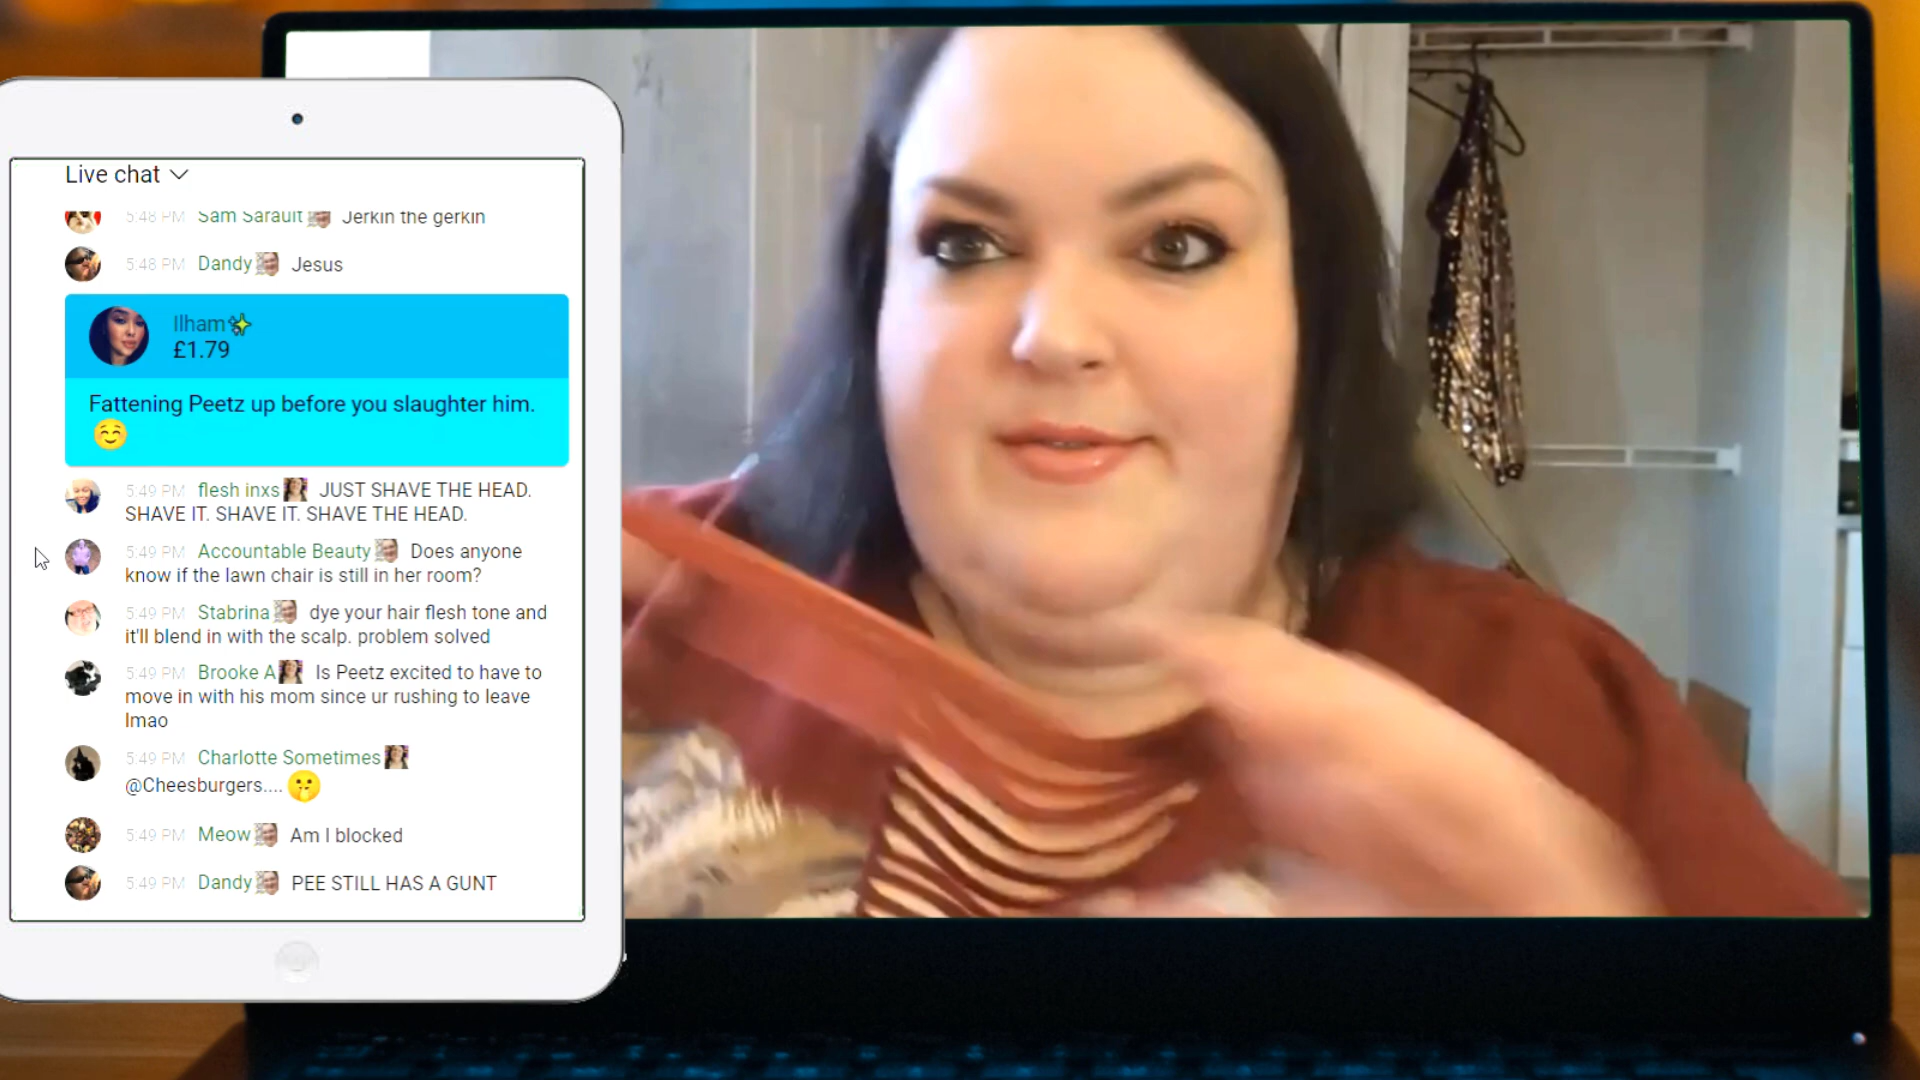 Live chat
5:48 PM Sam Sarault Jerkin the gerkin
5:48 PM Dandy Jesus
Ilham
£1.79
Fattening Peetz up before you slaughter him.
5:49 PM flesh inxs JUST SHAVE THE HEAD.
SHAVE IT. SHAVE IT. SHAVE THE HEAD.
5:49 PM Accountable Beauty Does anyone
know if the lawn chair is still in her room?
5:49 PM Stabrina dye your hair flesh tone and
it'll blend in with the scalp. problem solved
5:49 PM Brooke A Is Peetz excited to have to
move in with his mom since ur rushing to leave
lmao
5:49 PM Charlotte Sometimes
@Cheesburgers....
5:49 PM Meow Am I blocked
5:49 PM Dandy PEE STILL HAS A GUNT